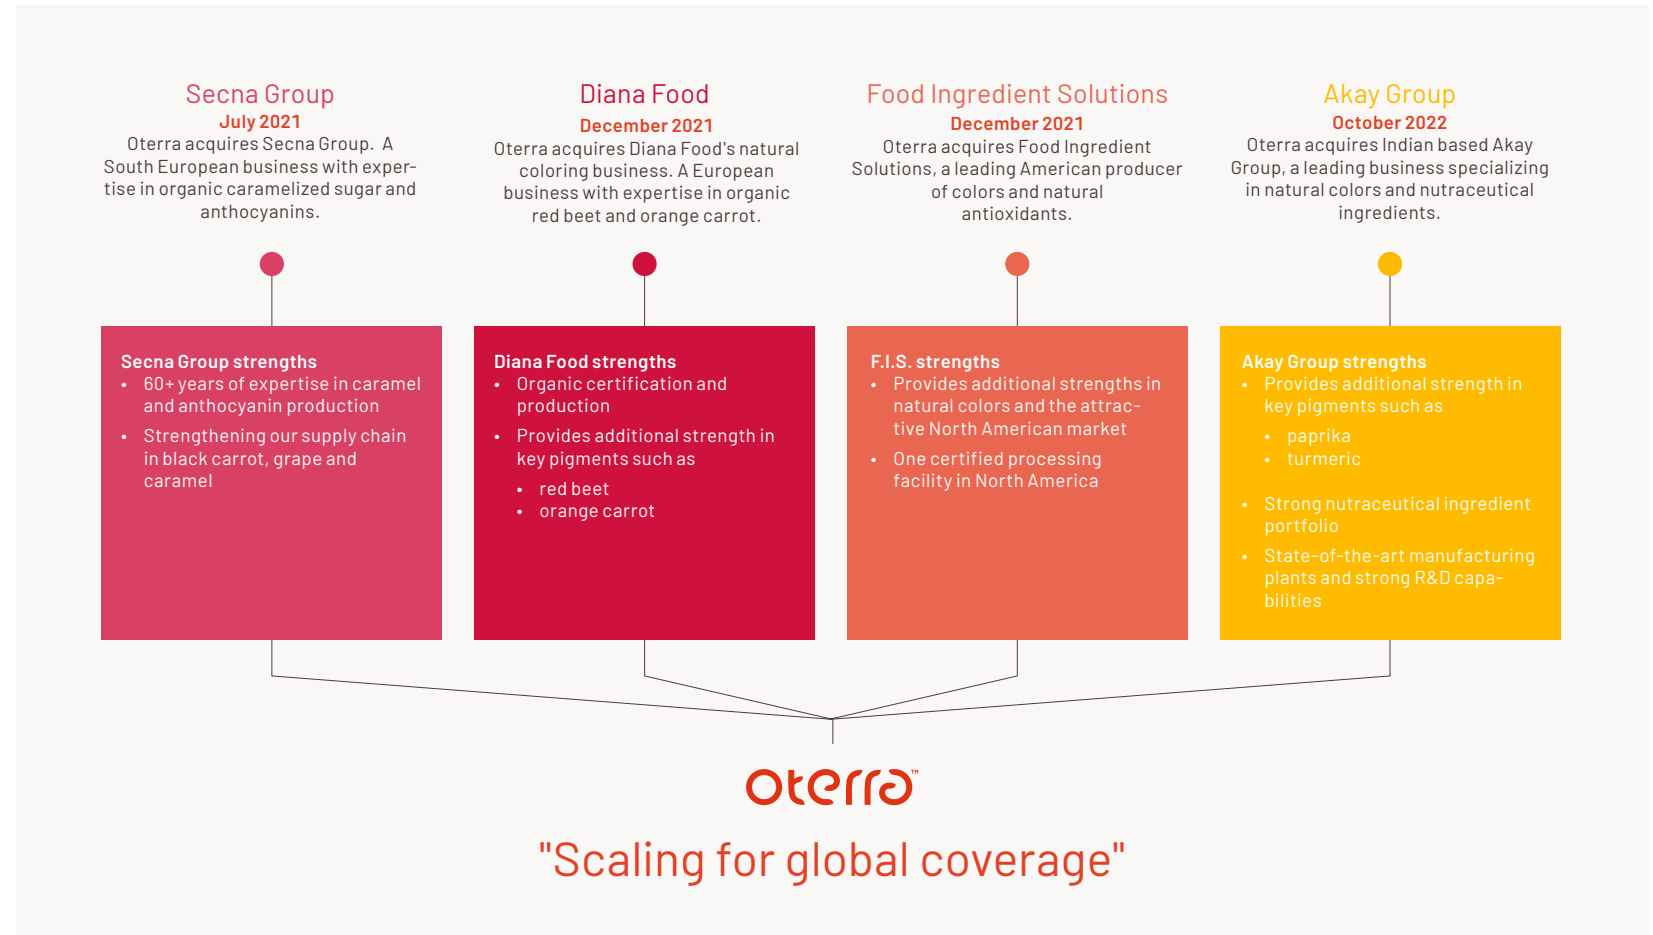 Secna Group
July 2021
Oterra acquires Secna Group. A
South European business with exper-
tise in organic caramelized sugar and
anthocyanins.
Diana Food
December 2021
Oterra acquires Diana Food's natural
coloring business. A European
business with expertise in organic
red beet and orange carrot.
Food Ingredient Solutions
December 2021
Oterra acquires Food Ingredient
Solutions, a leading American producer
of colors and natural
antioxidants.
Akay Group
October 2022
Oterra acquires Indian based Akay
Group, a leading business specializing
in natural colors and nutraceutical
ingredients.
Secna Group strengths
• 60+ years of expertise in caramel
and anthocyanin production
• Strengthening our supply chain
in black carrot, grape and
caramel
Diana Food strengths
• Organic certification and
production
• Provides additional strength in
key pigments such as
• red beet
• orange carrot
F.I.S. strengths
• Provides additional strengths in
natural colors and the attrac-
tive North American market
• One certified processing
facility in North America
Akay Group strengths
• Provides additional strength in
key pigments such as
• paprika
• turmeric
• Strong nutraceutical ingredient
portfolio
• State-of-the-art manufacturing
plants and strong R&D capa-
bilities
oterra™
"Scaling for global coverage"